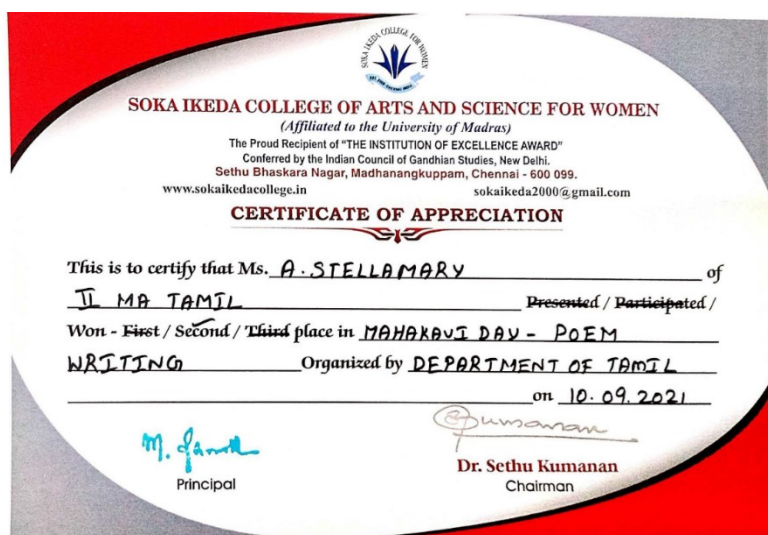 SOKA IKEDA COLLEGE OF ARTS AND SCIENCE FOR WOMEN
(Affiliated to the University of Madras)
The Proud Recipient of "THE INSTITUTION OF EXCELLENCE AWARD"
Conferred by the Indian Council of Gandhian Studies, New Delhi.
Sethu Bhaskara Nagar, Madhanangkuppam, Chennai - 600 099.
www.sokaikedacollege.in sokaikeda2000@gmail.com
CERTIFICATE OF APPRECIATION
This is to certify that Ms. A. STELLAMARY of
II MA TAMIL Presented / Participated /
Won - First / Second / Third place in MAHAKAVI DAY - POEM
WRITING Organized by DEPARTMENT OF TAMIL
on 10.09.2021
Principal
Dr. Sethu Kumanan
Chairman